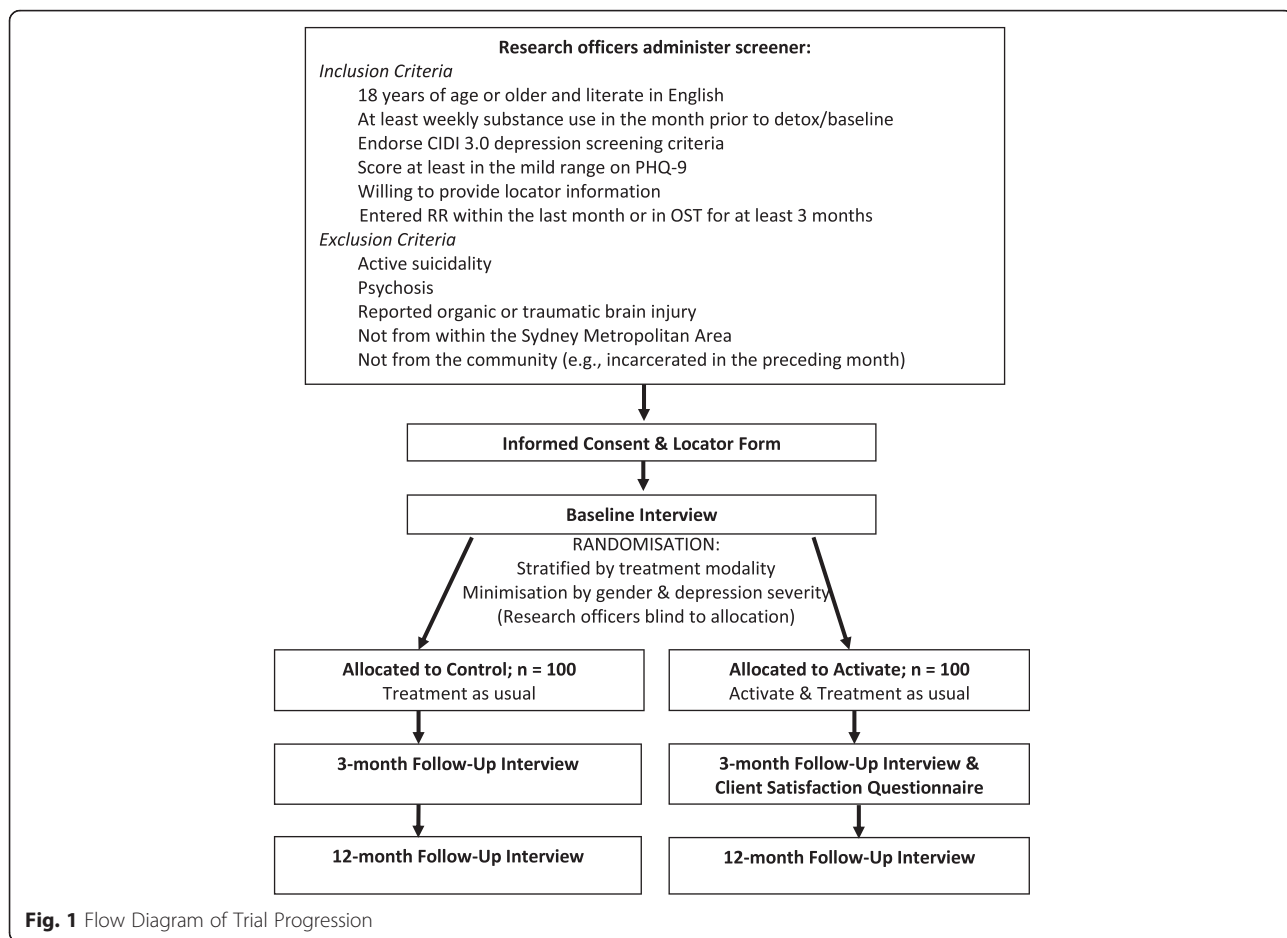 Research officers administer screener:
Inclusion Criteria
18 years of age or older and literate in English
At least weekly substance use in the month prior to detox/baseline
Endorse CIDI 3.0 depression screening criteria
Score at least in the mild range on PHQ-9
Willing to provide locator information
Entered RR within the last month or in OST for at least 3 months
Exclusion Criteria
Active suicidality
Psychosis
Reported organic or traumatic brain injury
Not from within the Sydney Metropolitan Area
Not from the community (e.g., incarcerated in the preceding month)
Informed Consent & Locator Form
Baseline Interview
RANDOMISATION:
Stratified by treatment modality
Minimisation by gender & depression severity
(Research officers blind to allocation)
Allocated to Control; n = 100
Treatment as usual
Allocated to Activate; n = 100
Activate & Treatment as usual
3-month Follow-Up Interview
3-month Follow-Up Interview &
Client Satisfaction Questionnaire
12-month Follow-Up Interview
12-month Follow-Up Interview
Fig. 1 Flow Diagram of Trial Progression